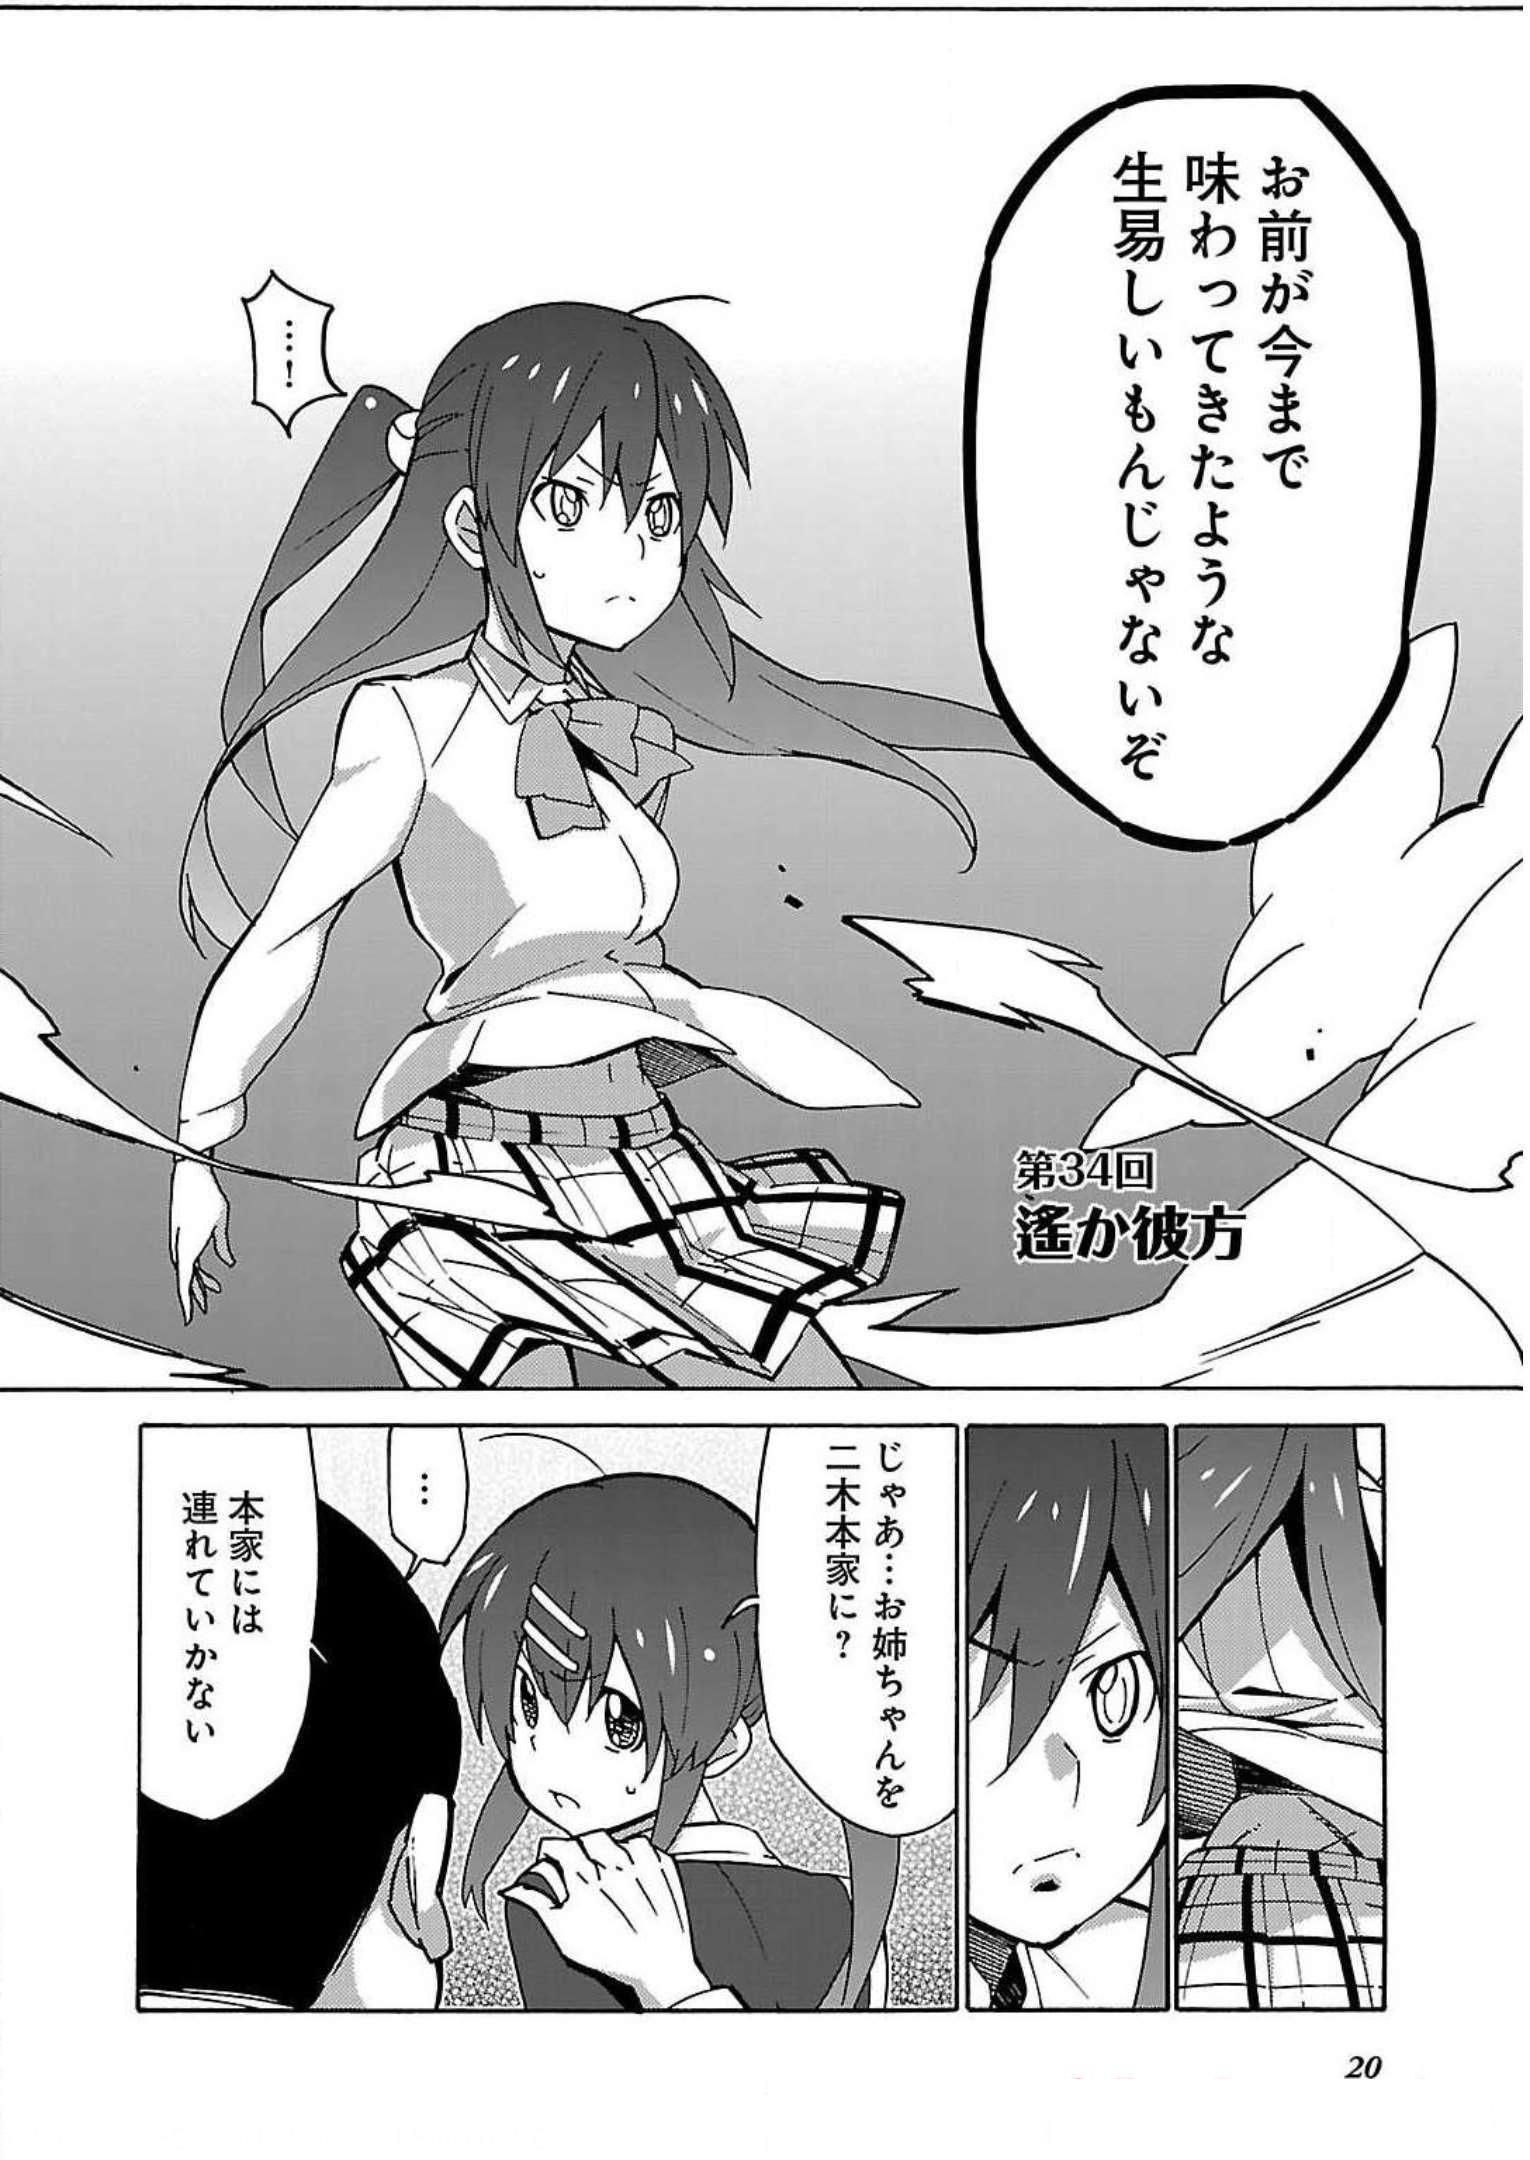 お前が今まで
味わってきたような
生易しいもんじゃないぞ
…！
第34回
遙か彼方
じゃあ…お姉ちゃんを
二木本家に？
…
本家には
連れていかない
20